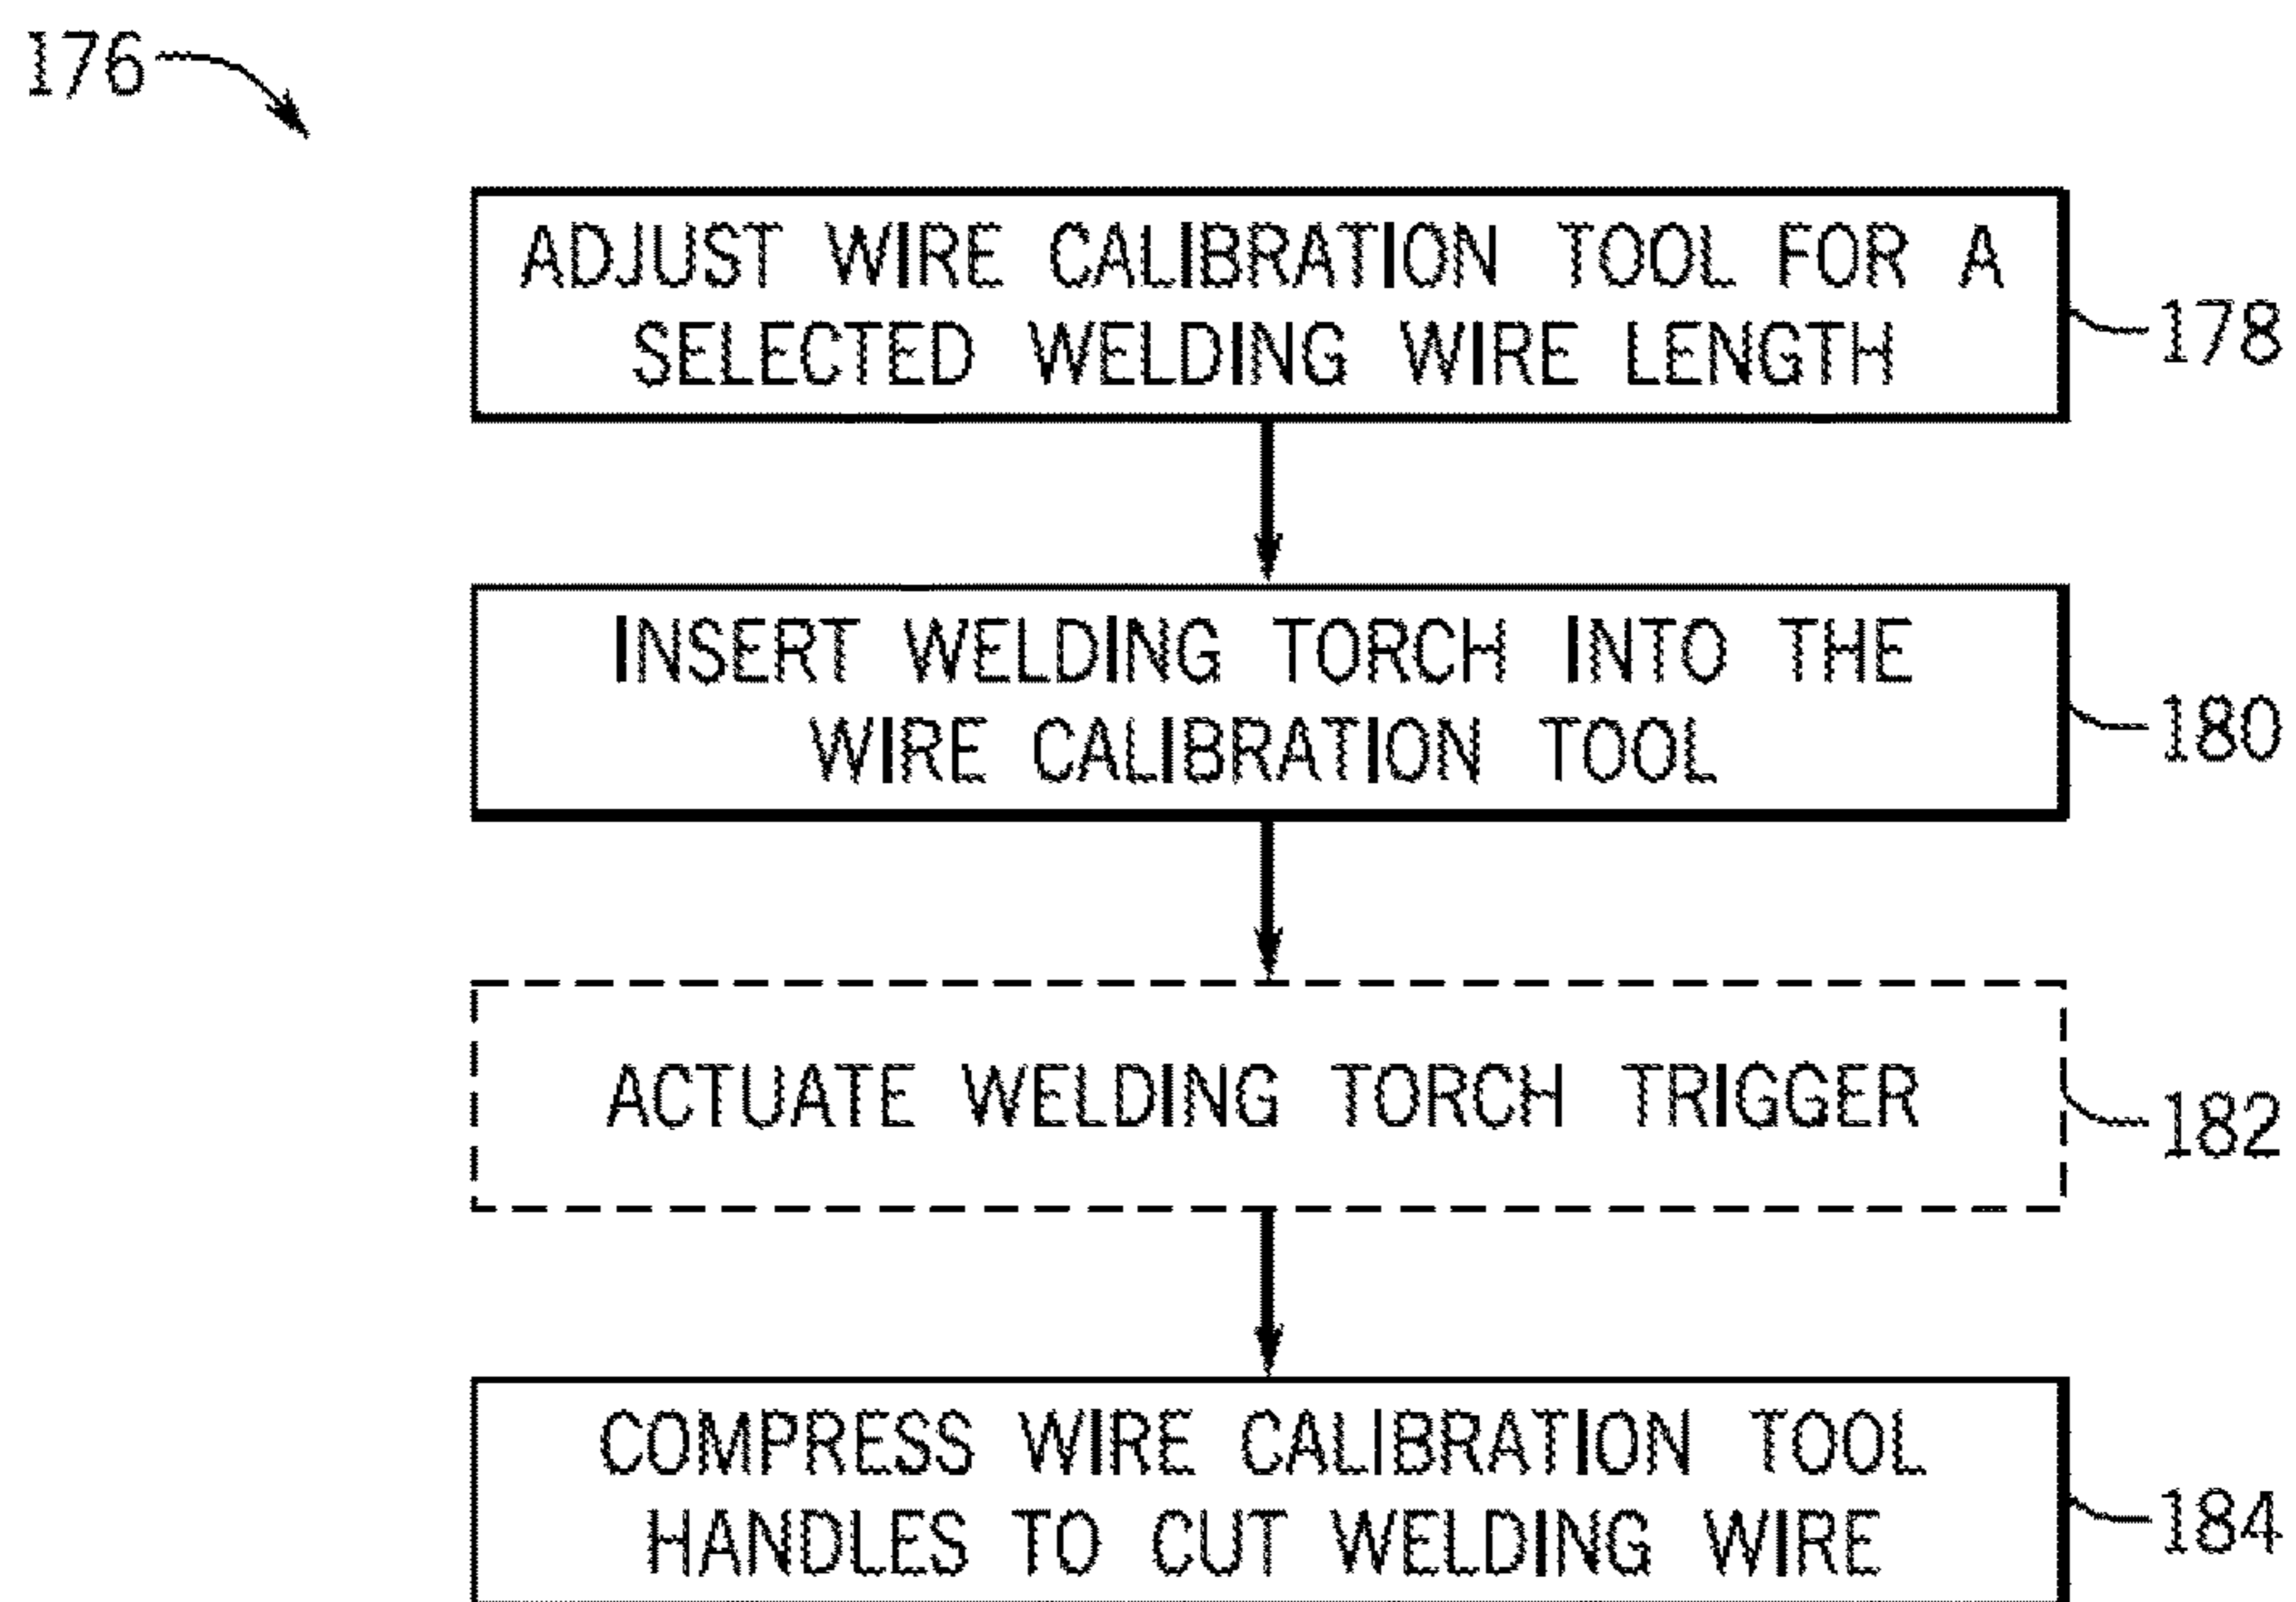 176
ADJUST WIRE CALIBRATION TOOL FOR A
SELECTED WELDING WIRE LENGTH
178
INSERT WELDING TORCH INTO THE
WIRE CALIBRATION TOOL
180
ACTUATE WELDING TORCH TRIGGER
182
COMPRESS WIRE CALIBRATION TOOL
HANDLES TO CUT WELDING WIRE
184